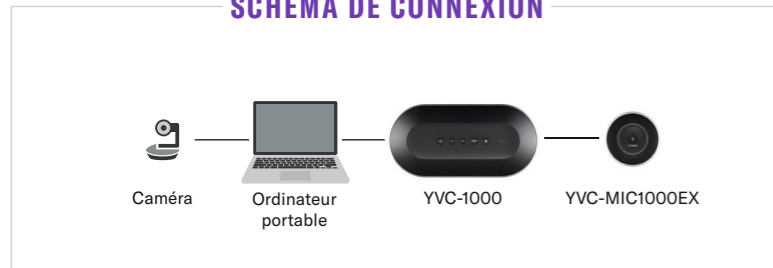 SCHÉMA DE CONNEXION
Caméra
Ordinateur
portable
YVC-1000
YVC-MIC1000EX